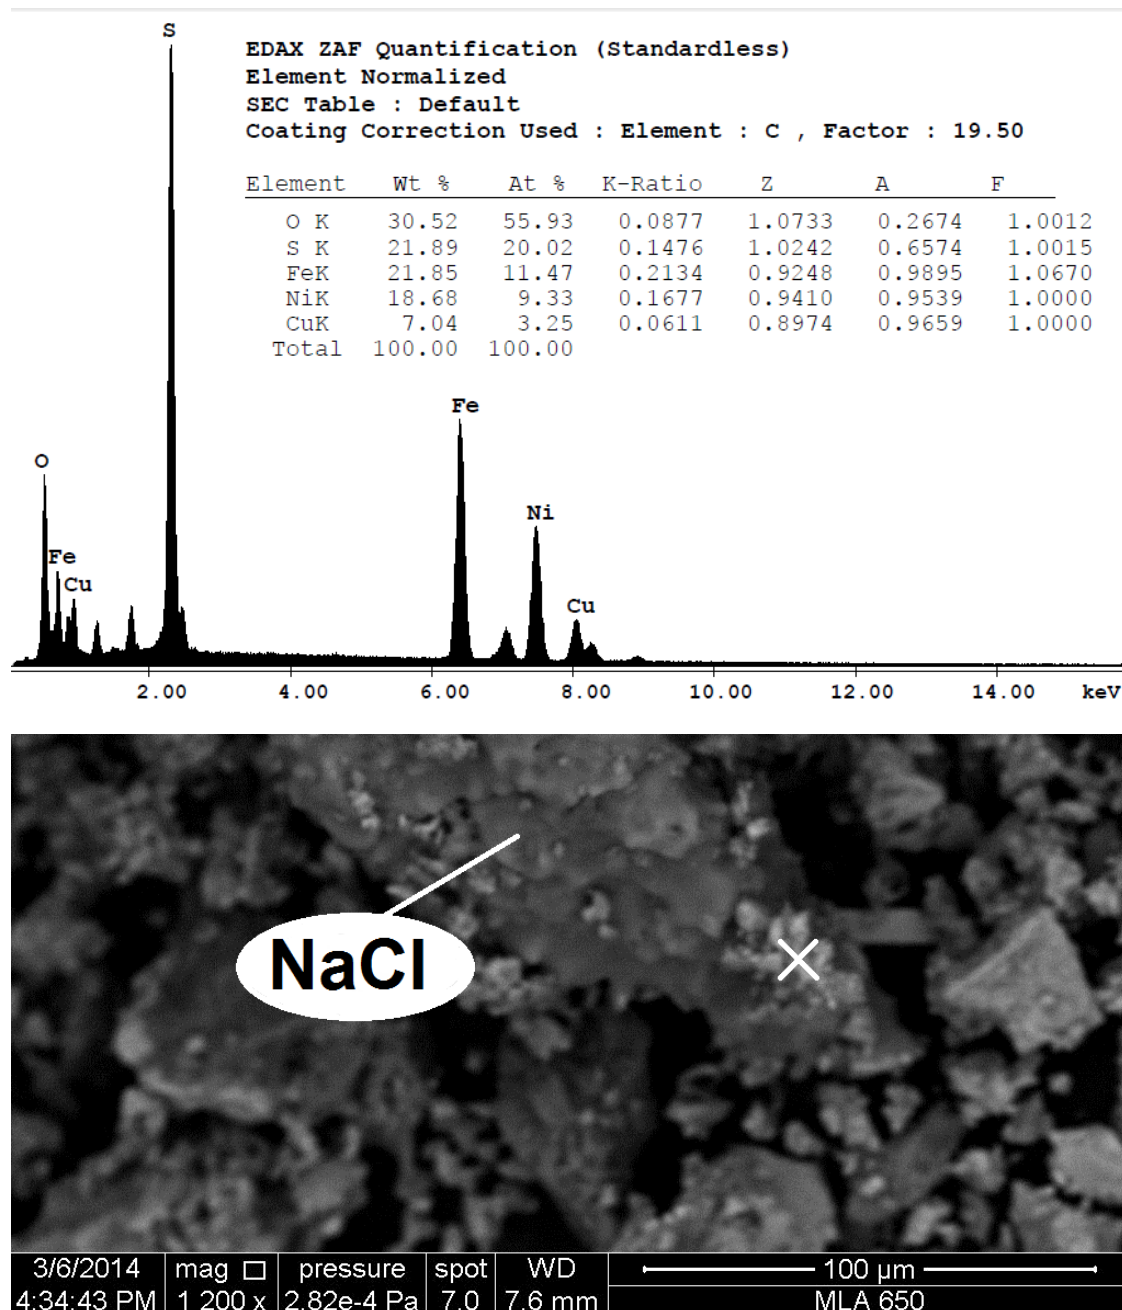 S
EDAX ZAF Quantification (Standardless)
Element Normalized
SEC Table : Default
Coating Correction Used : Element : C , Factor : 19.50
Element Wt % At % K-Ratio Z A F
O K 30.52 55.93 0.0877 1.0733 0.2674 1.0012
S K 21.89 20.02 0.1476 1.0242 0.6574 1.0015
FeK 21.85 11.47 0.2134 0.9248 0.9895 1.0670
NiK 18.68 9.33 0.1677 0.9410 0.9539 1.0000
CuK 7.04 3.25 0.0611 0.8974 0.9659 1.0000
Total 100.00 100.00
Fe
O
Ni
Fe
Cu
Cu
2.00 4.00 6.00 8.00 10.00 12.00 14.00 keV
NaCl
3/6/2014 mag pressure spot WD 100 µm
4:34:43 PM 1 200 x 2.82e-4 Pa 7.0 7.6 mm MLA 650